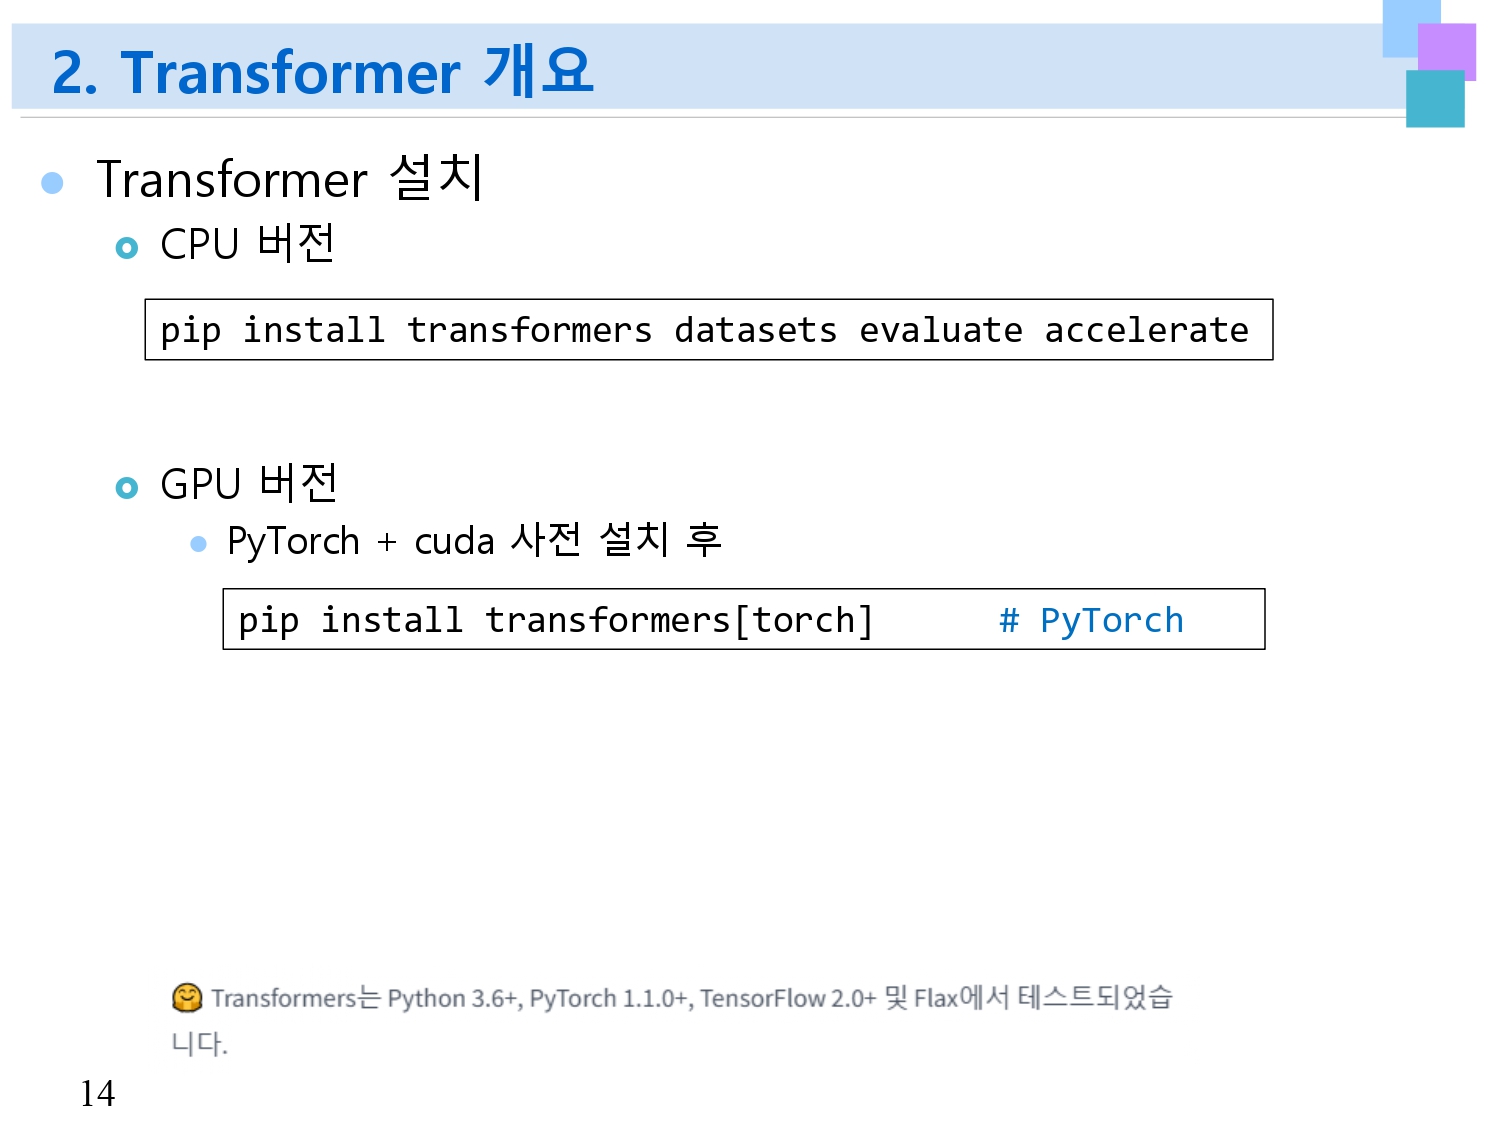 2. Transformer 개요
Transformer 설치
CPU 버전
pip install transformers datasets evaluate accelerate
GPU 버전
PyTorch + cuda 사전 설치 후
pip install transformers[torch] # PyTorch
🤗 Transformers는 Python 3.6+, PyTorch 1.1.0+, TensorFlow 2.0+ 및 Flax에서 테스트되었습
니다.
14